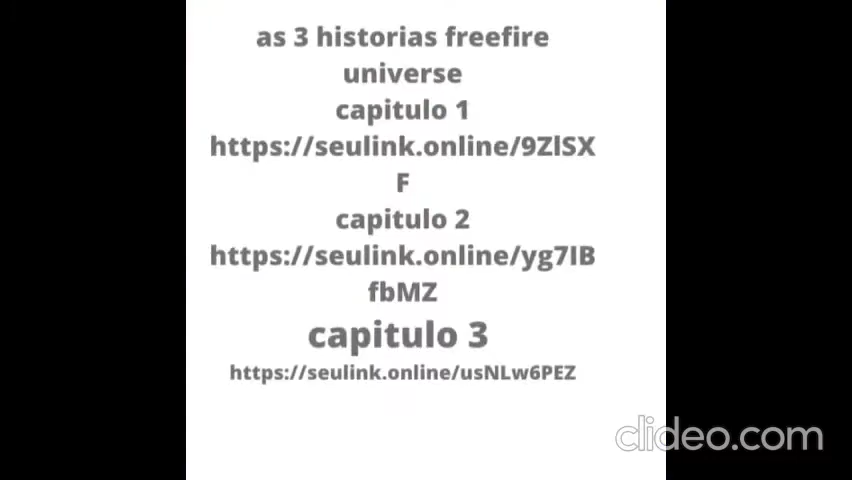 as 3 historias freefire
universe
capitulo 1
https://seulink.online/9ZlSX
F
capitulo 2
https://seulink.online/yg7IB
fbMZ
capitulo 3
https://seulink.online/usNLw6PEZ
clideo.com